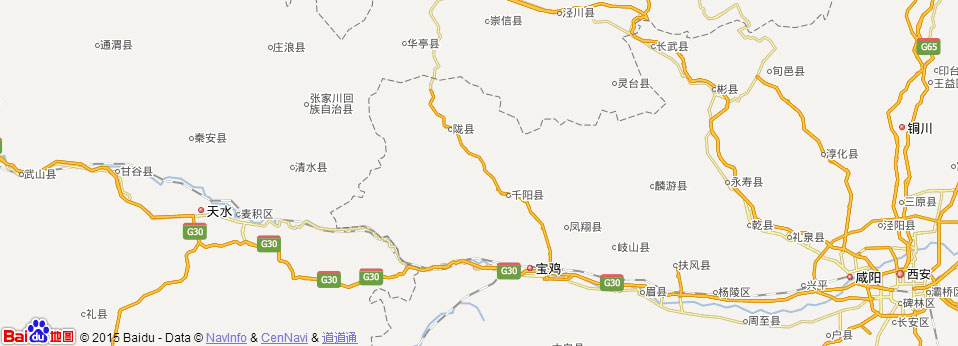 崇信县
泾川县
通渭县
庄浪县
华亭县
长武县
G65
旬邑县
印台
灵台县
彬县
王益区
张家川回
族自治县
陇县
铜川
秦安县
淳化县
清水县
武山县
甘谷县
永寿县
麟游县
千阳县
三原县
天水
麦积区
凤翔县
乾县
泾阳县
G30
礼泉县
G30
岐山县
G30
宝鸡
扶风县
西安
G30
G30
G30
咸阳
兴平
眉县
杨陵区
灞桥区
碑林区
礼县
周至县
长安区
户县
Bai du 地图
© 2015 Baidu - Data © NavInfo & CenNavi & 道道通